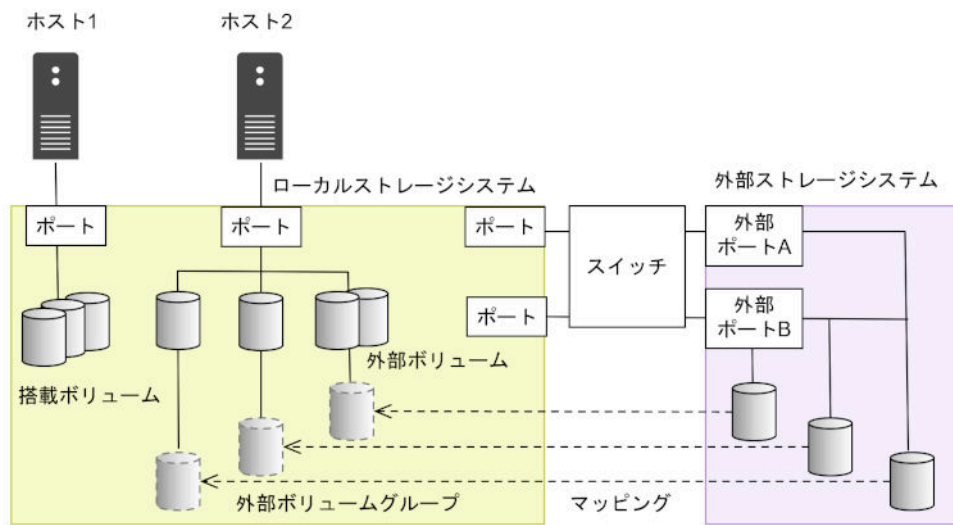 ホスト1
ホスト2
ローカルストレージシステム
外部ストレージシステム
ポート
ポート
ポート
スイッチ
外部
ポートA
ポート
外部
ポートB
外部ボリューム
搭載ボリューム
外部ボリュームグループ
マッピング